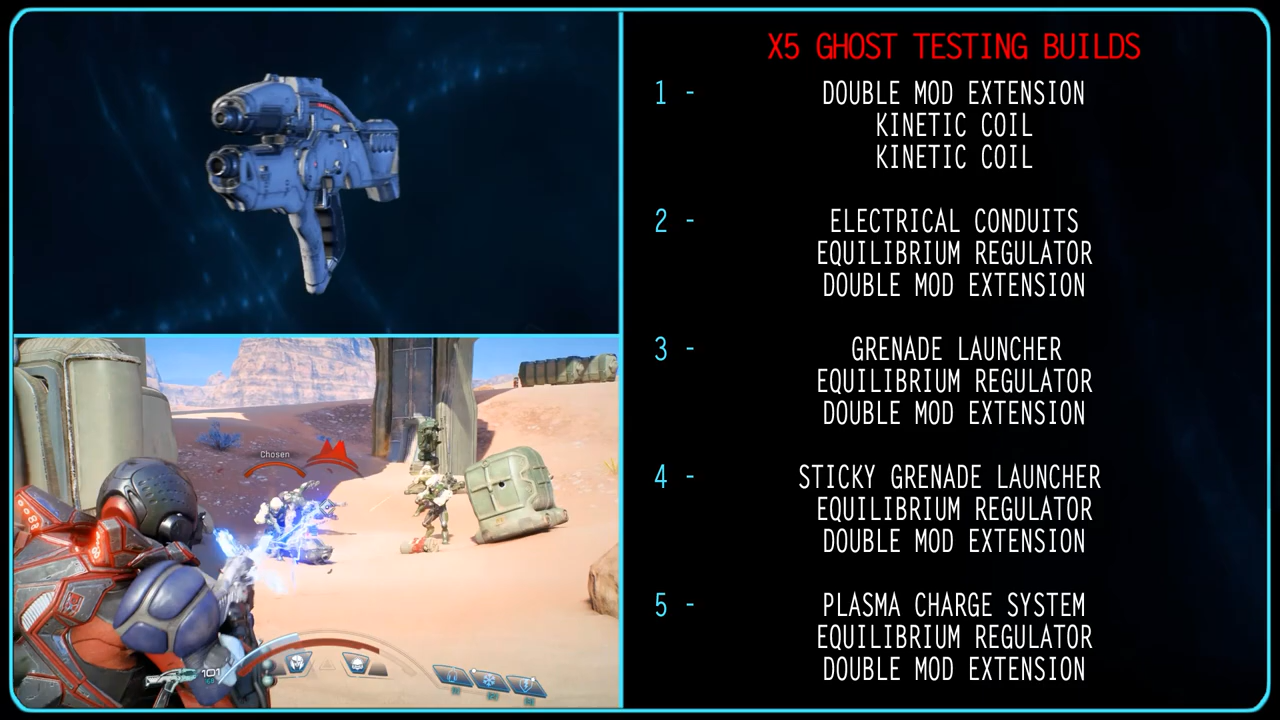 X5 GHOST TESTING BUILDS
1 - DOUBLE MOD EXTENSION
KINETIC COIL
KINETIC COIL
2 - ELECTRICAL CONDUITS
EQUILIBRIUM REGULATOR
DOUBLE MOD EXTENSION
3 - GRENADE LAUNCHER
EQUILIBRIUM REGULATOR
DOUBLE MOD EXTENSION
4 - STICKY GRENADE LAUNCHER
EQUILIBRIUM REGULATOR
DOUBLE MOD EXTENSION
5 - PLASMA CHARGE SYSTEM
EQUILIBRIUM REGULATOR
DOUBLE MOD EXTENSION
Chosen
101